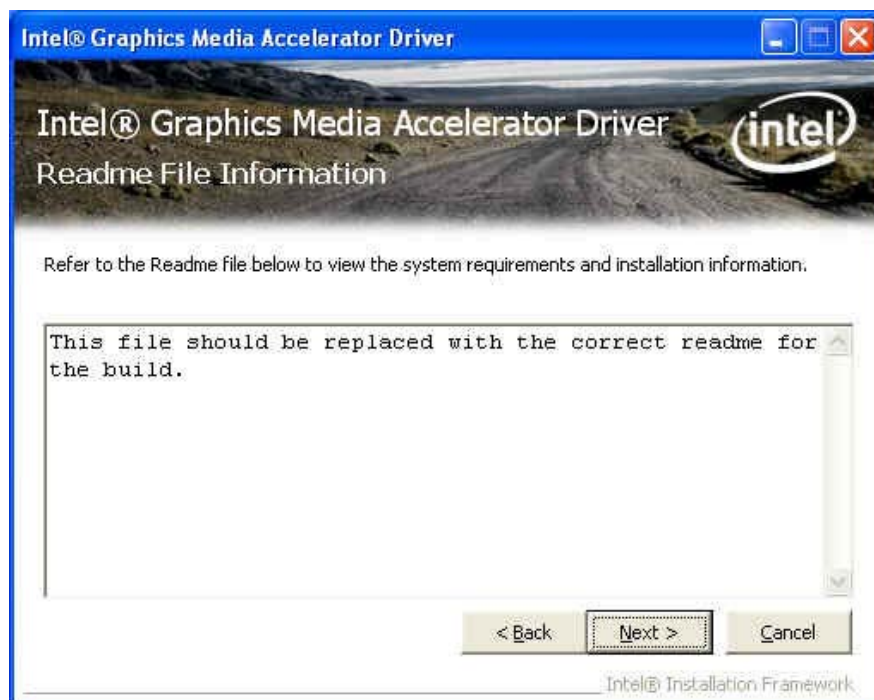 Intel® Graphics Media Accelerator Driver
Intel® Graphics Media Accelerator Driver
Readme File Information
intel
Refer to the Readme file below to view the system requirements and installation information.
This file should be replaced with the correct readme for
the build.
< Back Next > Cancel
Intel® Installation Framework